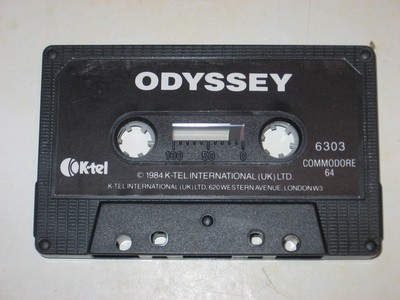 ODYSSEY
100 50 0
6303
K-tel
COMMODORE
64
© 1984 K-TEL INTERNATIONAL (UK) LTD.
K-TEL INTERNATIONAL (UK) LTD. 620 WESTERN AVENUE, LONDON W3